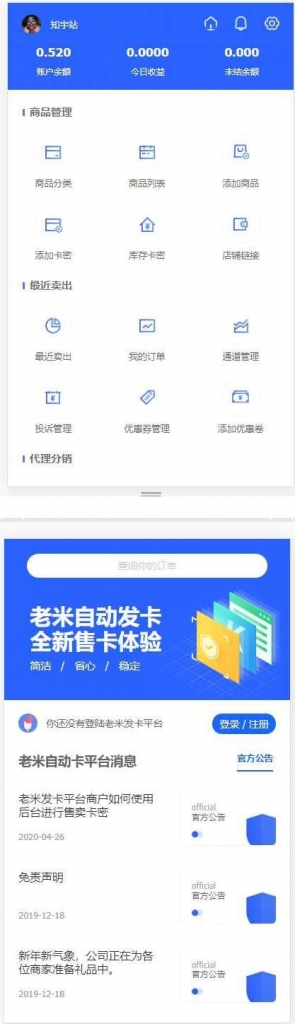 知宇站
0.520
0.0000
0.000
账户余额
今日收益
未结余额
商品管理
商品分类
商品列表
添加商品
添加卡密
库存卡密
店铺链接
最近卖出
最近卖出
我的订单
通道管理
投诉管理
优惠券管理
添加优惠卷
代理分销
查询你的订单
老米自动发卡
全新售卡体验
简洁 / 省心 / 稳定
你还没有登陆老米发卡平台
登录 / 注册
老米自动卡平台消息
官方公告
老米发卡平台商户如何使用
后台进行售卖卡密
2020-04-26
official
官方公告
免责声明
2019-12-18
official
官方公告
新年新气象，公司正在为各
位商家准备礼品中。
2019-12-18
official
官方公告